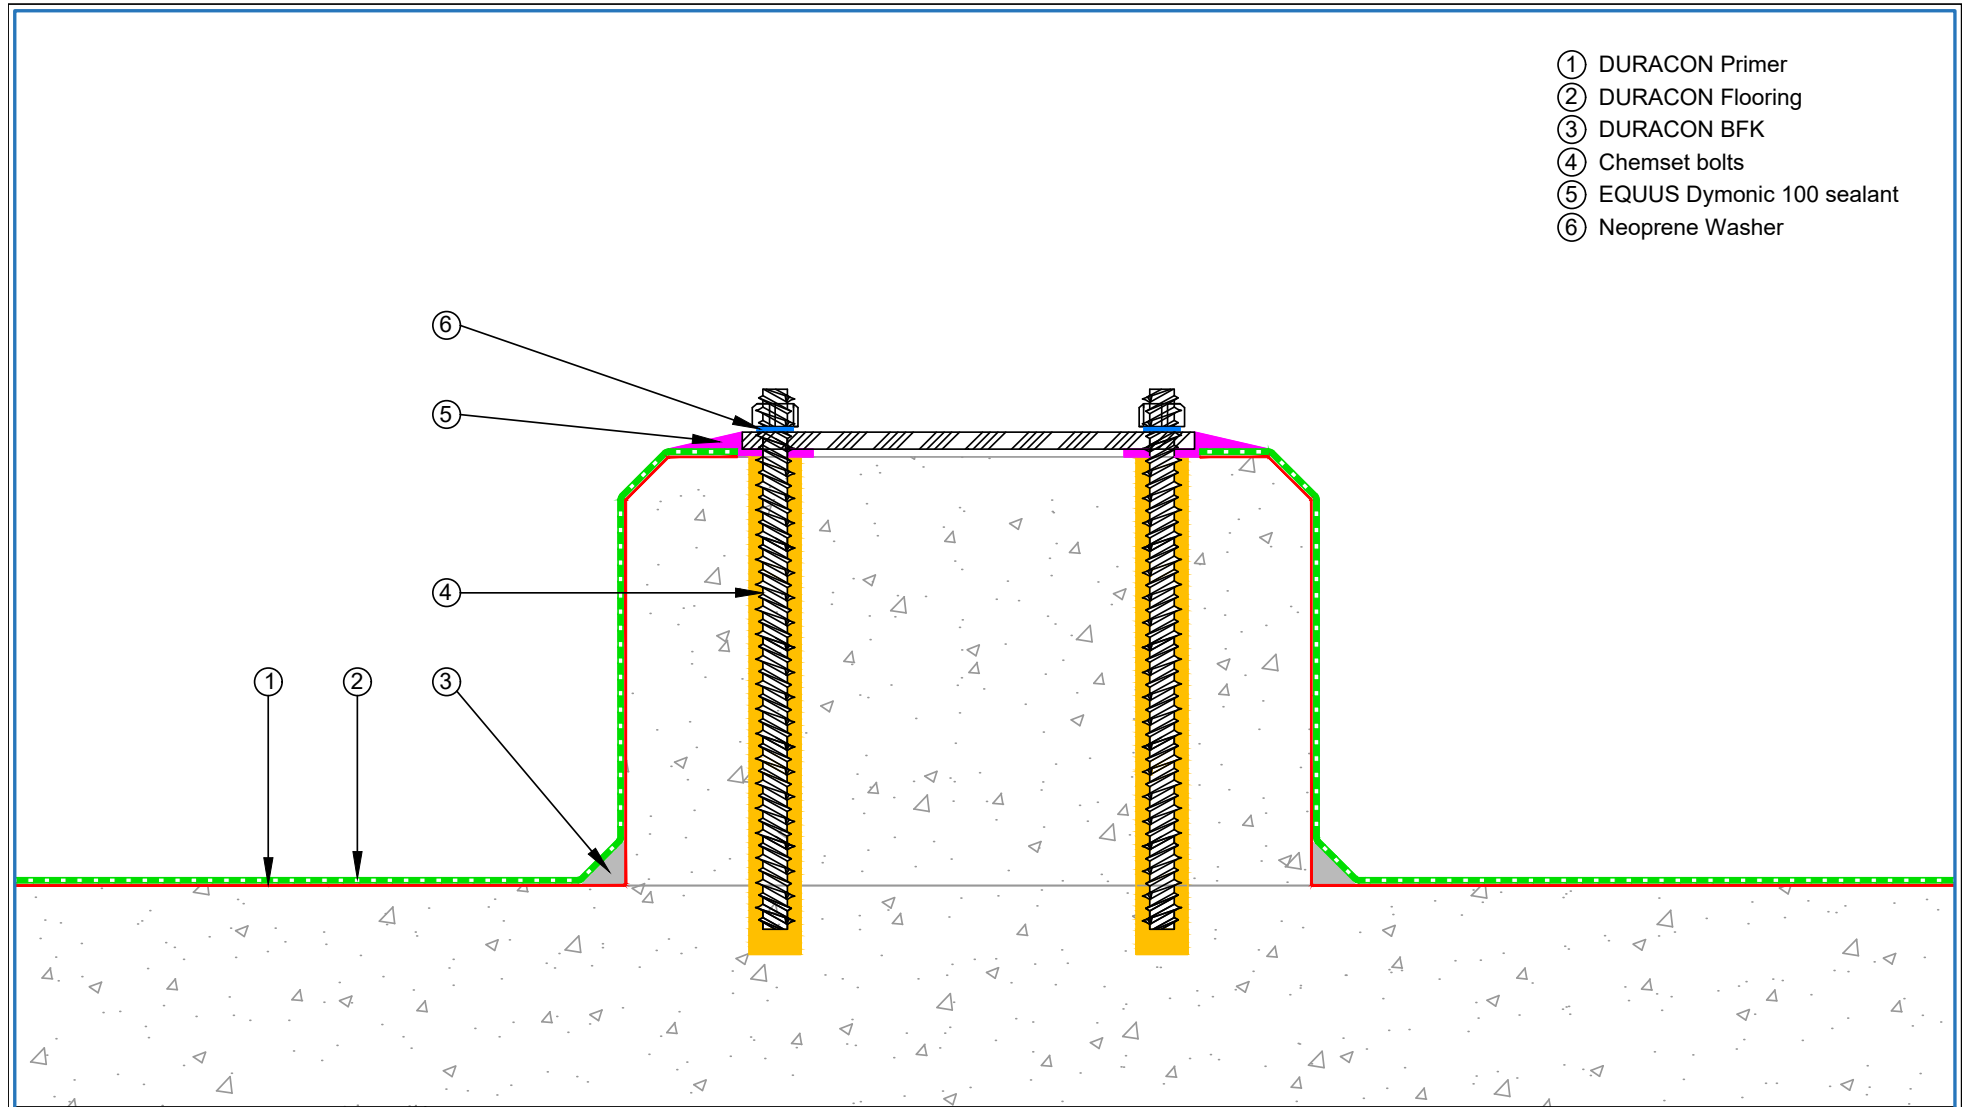 ① DURACON Primer
② DURACON Flooring
③ DURACON BFK
④ Chemset bolts
⑤ EQUUS Dymonic 100 sealant
⑥ Neoprene Washer
⑥
⑤
④
① ② ③